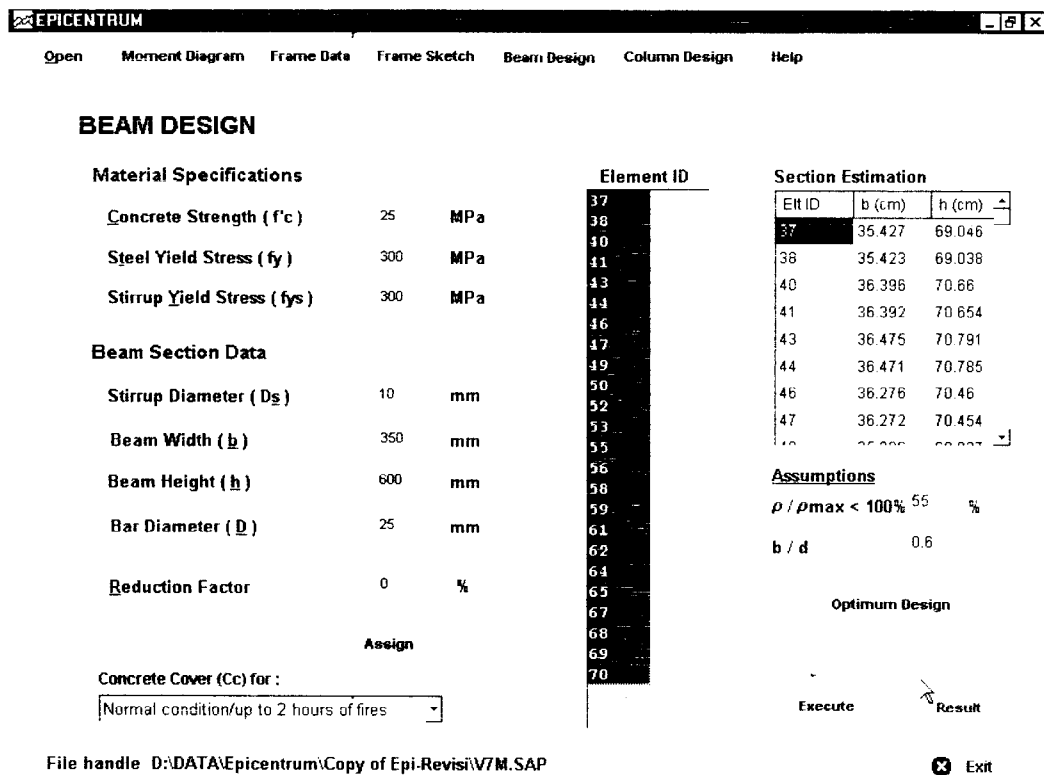 EPICENTRUM
Open Moment Diagram Frame Data Frame Sketch Beam Design Column Design Help
BEAM DESIGN
Material Specifications
Concrete Strength ( f'c ) 25 MPa
Steel Yield Stress ( fy ) 300 MPa
Stirrup Yield Stress ( fys ) 300 MPa
Beam Section Data
Stirrup Diameter ( Ds ) 10 mm
Beam Width ( b ) 350 mm
Beam Height ( h ) 600 mm
Bar Diameter ( D ) 25 mm
Reduction Factor 0 %
Assign
Concrete Cover (Cc) for :
Normal condition/up to 2 hours of fires
Element ID
37
38
40
41
43
44
46
47
49
50
52
53
55
56
58
59
61
62
64
65
67
68
69
70
Section Estimation
Elt ID b (cm) h (cm)
37 35.427 69.046
38 35.423 69.038
40 36.396 70.66
41 36.392 70.654
43 36.475 70.791
44 36.471 70.785
46 36.276 70.46
47 36.272 70.454
Assumptions
ρ / ρmax < 100% 55 %
b / d 0.6
Optimum Design
Execute Result
File handle D:\DATA\Epicentrum\Copy of Epi-Revisi\V7M.SAP
Exit